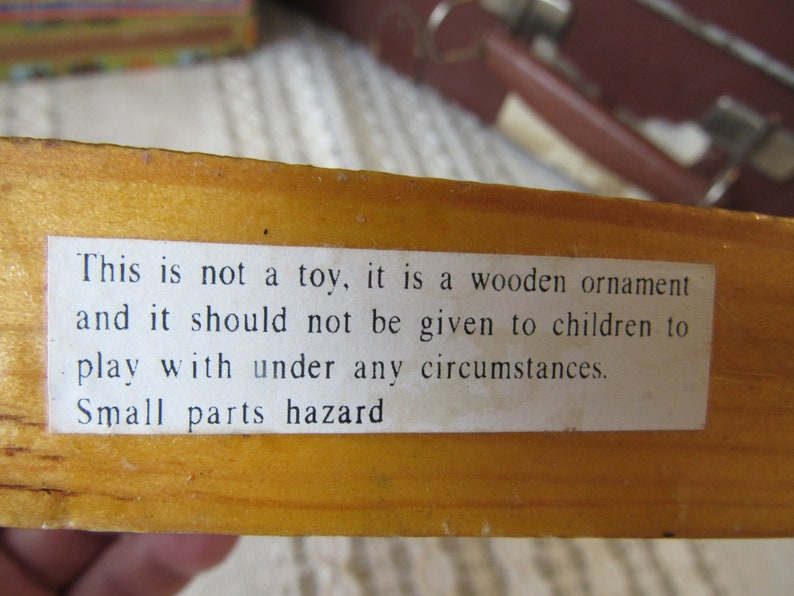 This is not a toy, it is a wooden ornament
and it should not be given to children to
play with under any circumstances.
Small parts hazard